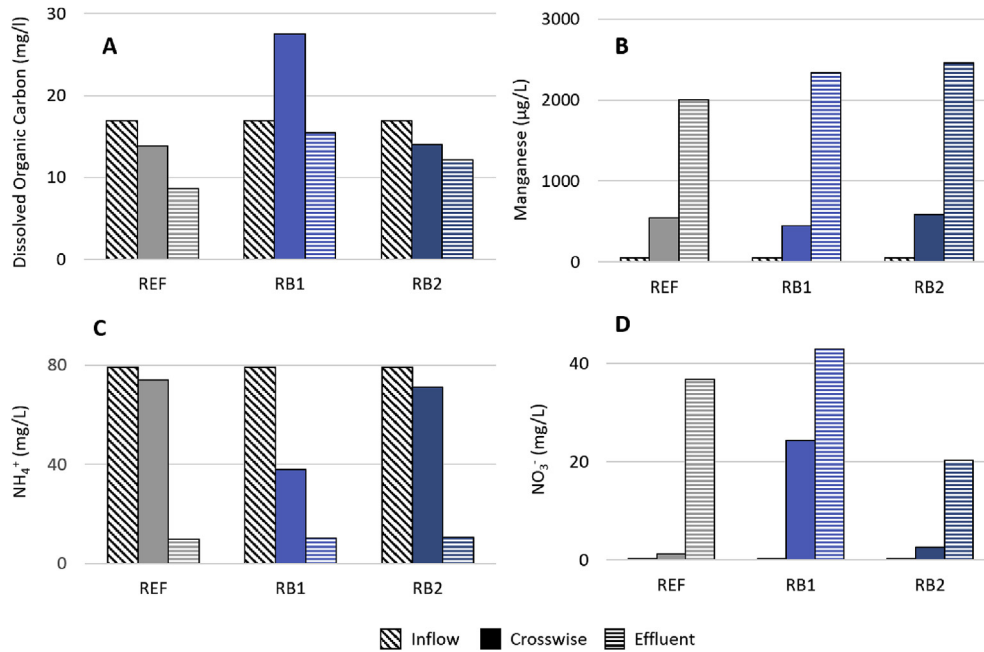 A
Dissolved Organic Carbon (mg/l)
30
20
10
0
REF RB1 RB2
B
Manganese (µg/L)
3000
2000
1000
0
REF RB1 RB2
C
NH₄⁺ (mg/L)
80
40
0
REF RB1 RB2
D
NO₃⁻ (mg/L)
40
20
0
REF RB1 RB2
Inflow Crosswise Effluent